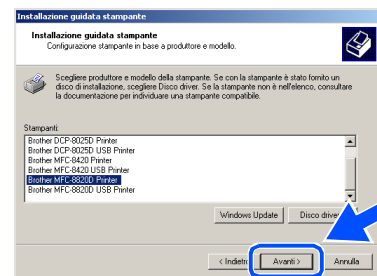 Installazione guidata stampante
Installazione guidata stampante
Configurazione stampante in base a produttore e modello.
Scegliere produttore e modello della stampante. Se con la stampante è stato fornito un
disco di installazione, scegliere Disco driver. Se la stampante non è nell'elenco, consultare
la documentazione per individuare una stampante compatibile.
Stampanti:
Brother DCP-8025D Printer
Brother DCP-8025D USB Printer
Brother MFC-8420 Printer
Brother MFC-8420 USB Printer
Brother MFC-8820D Printer
Brother MFC-8820D USB Printer
Windows Update Disco driver
< Indietro Avanti > Annulla